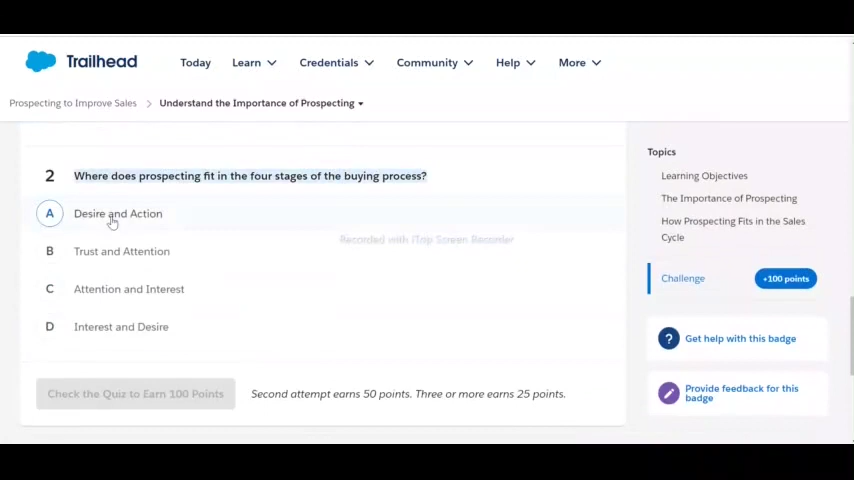 Trailhead
Today Learn Credentials Community Help More
Prospecting to Improve Sales > Understand the Importance of Prospecting
2 Where does prospecting fit in the four stages of the buying process?
A Desire and Action
B Trust and Attention
C Attention and Interest
D Interest and Desire
Recorded with iTop Screen Recorder
Check the Quiz to Earn 100 Points
Second attempt earns 50 points. Three or more earns 25 points.
Topics
Learning Objectives
The Importance of Prospecting
How Prospecting Fits in the Sales
Cycle
Challenge +100 points
? Get help with this badge
Provide feedback for this
badge